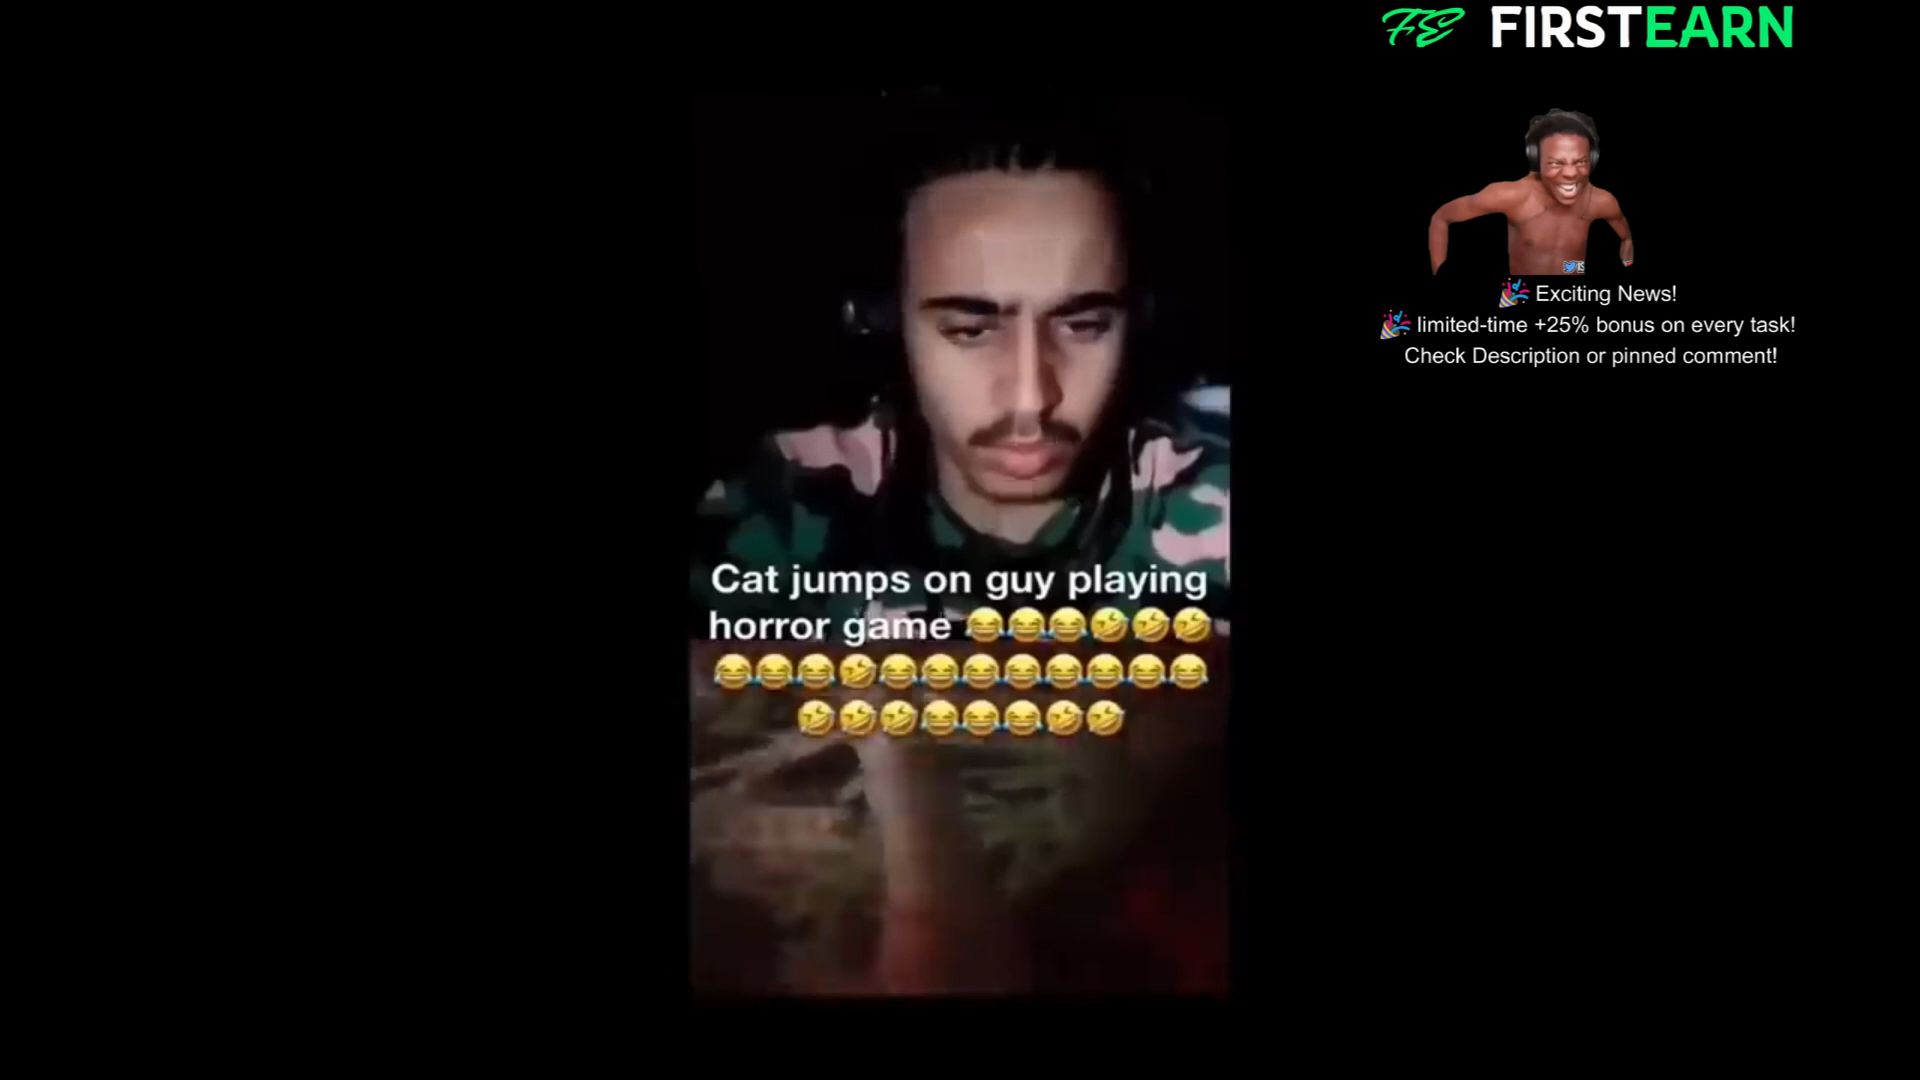 FE FIRSTEARN
🎉 Exciting News!
🎉 limited-time +25% bonus on every task!
Check Description or pinned comment!
Cat jumps on guy playing
horror game 😂😂😂🤣🤣🤣
😂😂😂🤣😂😂😂😂😂😂😂😂
🤣🤣🤣😂😂😂🤣🤣